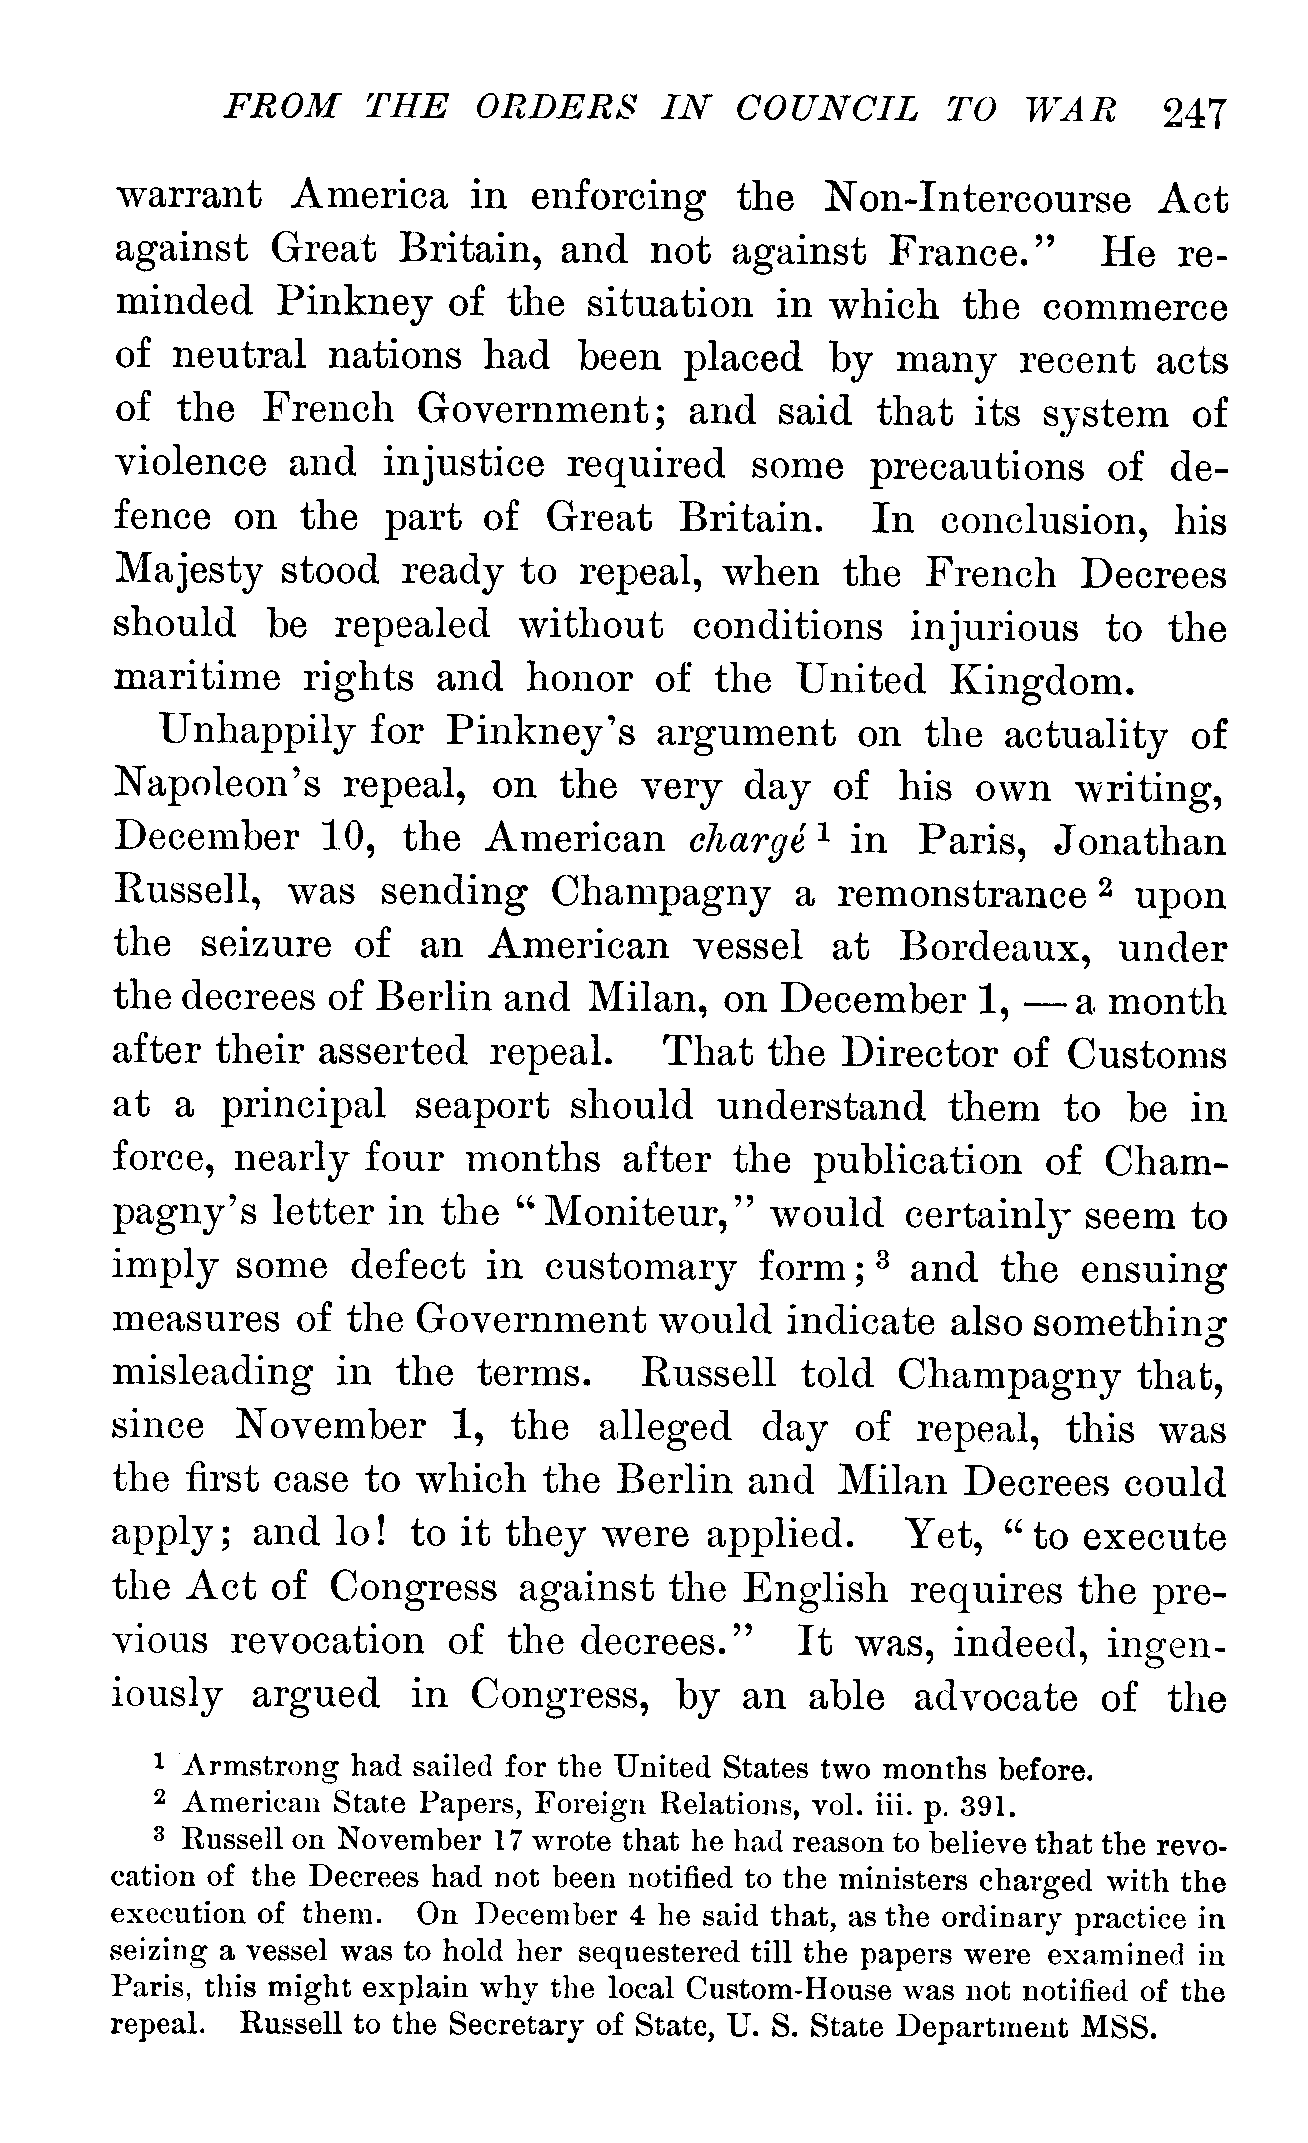 FROM THE ORDERS IN COUNCIL TO WAR 247
warrant America in enforcing the Non-Intercourse Act
against Great Britain, and not against France.” He re-
minded Pinkney of the situation in which the commerce
of neutral nations had been placed by many recent acts
of the French Government; and said that its system of
violence and injustice required some precautions of de-
fence on the part of Great Britain. In conclusion, his
Majesty stood ready to repeal, when the French Decrees
should be repealed without conditions injurious to the
maritime rights and honor of the United Kingdom.
Unhappily for Pinkney’s argument on the actuality of
Napoleon’s repeal, on the very day of his own writing,
December 10, the American chargé ¹ in Paris, Jonathan
Russell, was sending Champagny a remonstrance ² upon
the seizure of an American vessel at Bordeaux, under
the decrees of Berlin and Milan, on December 1, — a month
after their asserted repeal. That the Director of Customs
at a principal seaport should understand them to be in
force, nearly four months after the publication of Cham-
pagny’s letter in the “Moniteur,” would certainly seem to
imply some defect in customary form; ³ and the ensuing
measures of the Government would indicate also something
misleading in the terms. Russell told Champagny that,
since November 1, the alleged day of repeal, this was
the first case to which the Berlin and Milan Decrees could
apply; and lo! to it they were applied. Yet, “to execute
the Act of Congress against the English requires the pre-
vious revocation of the decrees.” It was, indeed, ingen-
iously argued in Congress, by an able advocate of the
¹ Armstrong had sailed for the United States two months before.
² American State Papers, Foreign Relations, vol. iii. p. 391.
³ Russell on November 17 wrote that he had reason to believe that the revo-
cation of the Decrees had not been notified to the ministers charged with the
execution of them. On December 4 he said that, as the ordinary practice in
seizing a vessel was to hold her sequestered till the papers were examined in
Paris, this might explain why the local Custom-House was not notified of the
repeal. Russell to the Secretary of State, U. S. State Department MSS.